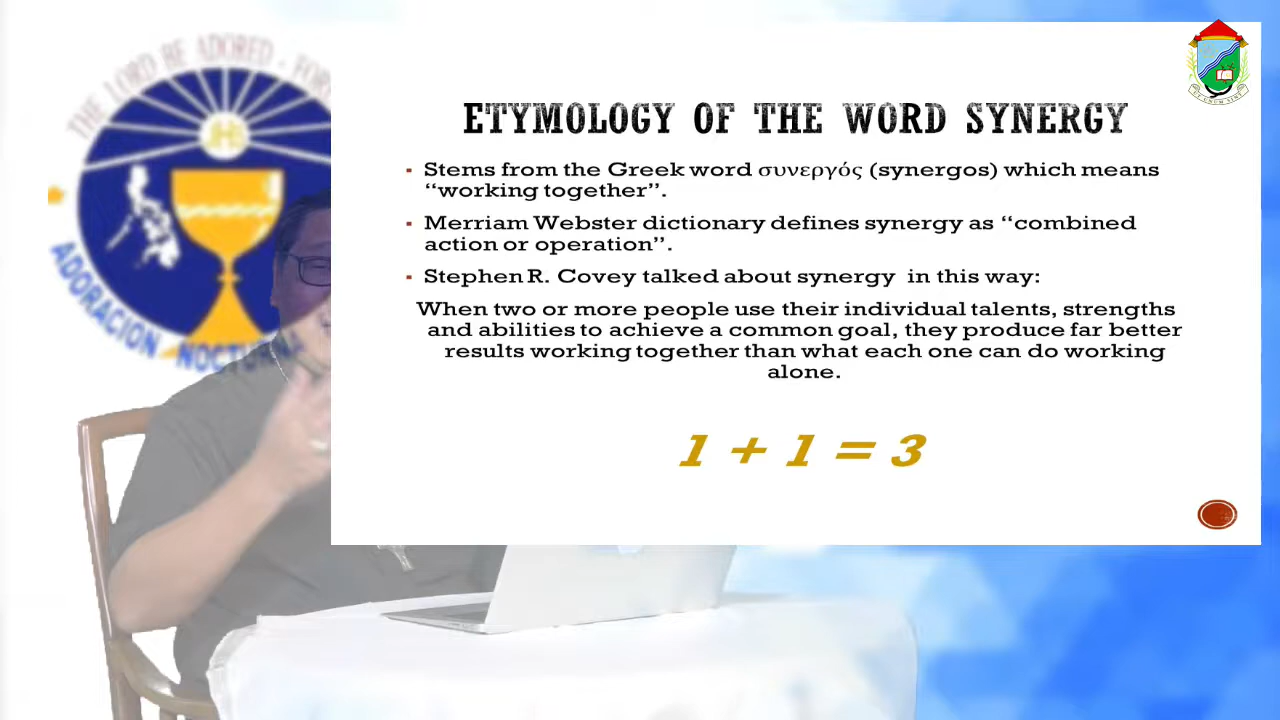 THE LORD BE ADORED - FOR
JHS
ADORACION NOCTURNA
ETYMOLOGY OF THE WORD SYNERGY
▪ Stems from the Greek word συνεργός (synergos) which means
“working together”.
▪ Merriam Webster dictionary defines synergy as “combined
action or operation”.
▪ Stephen R. Covey talked about synergy in this way:
When two or more people use their individual talents, strengths
and abilities to achieve a common goal, they produce far better
results working together than what each one can do working
alone.
1 + 1 = 3